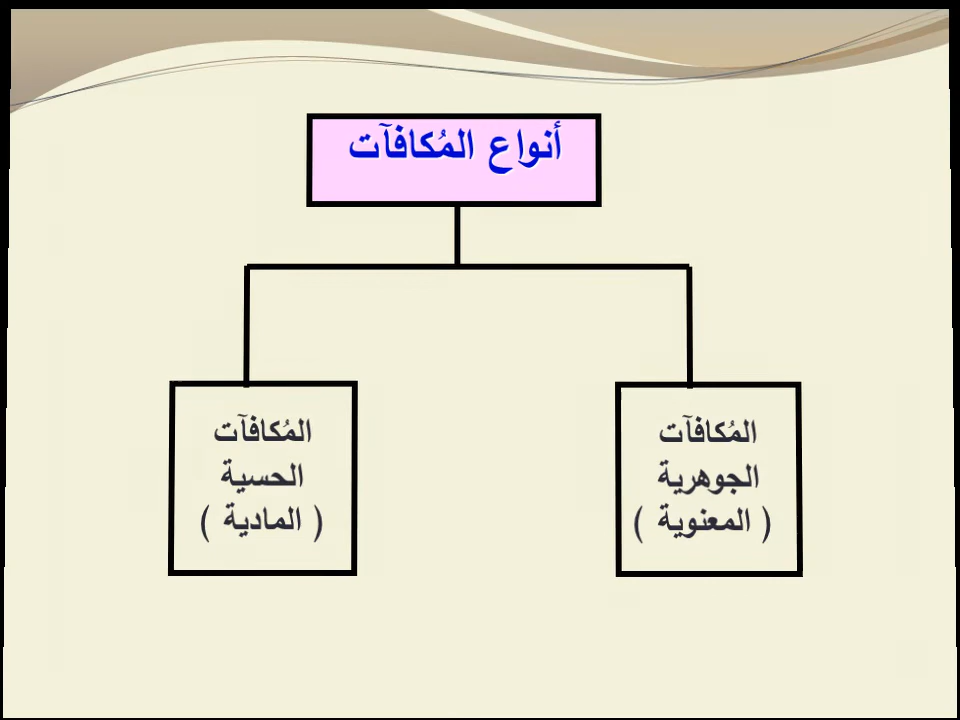 أنواع المُكافآت
المُكافآت
الجوهرية
( المعنوية )
المُكافآت
الحسية
( المادية )